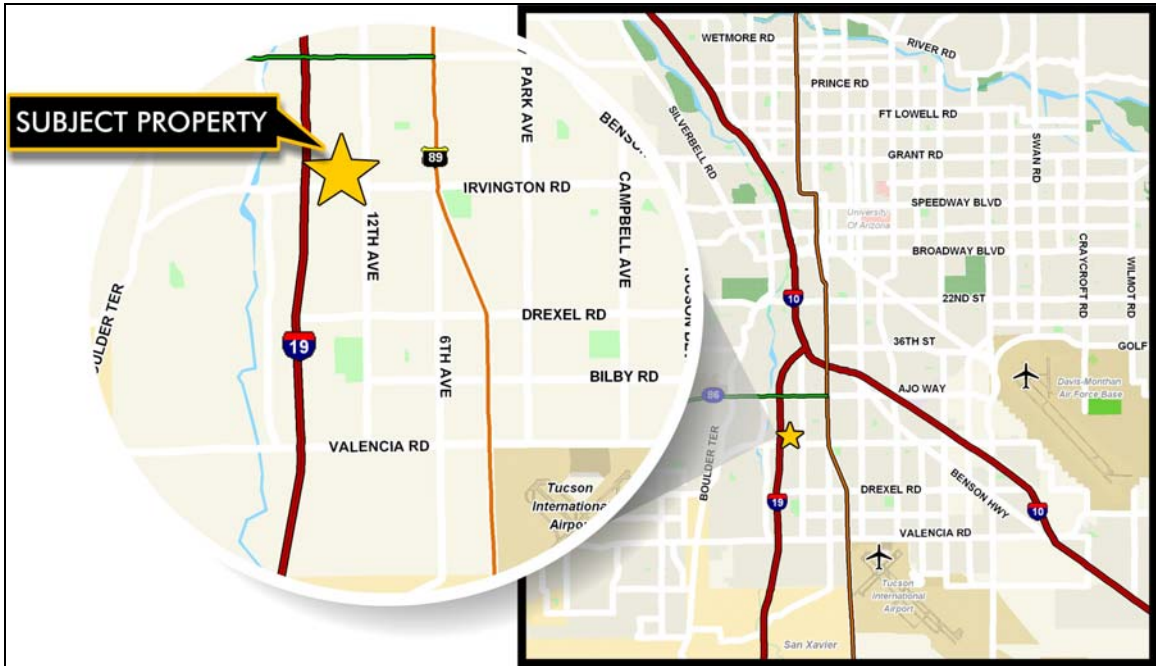 SUBJECT PROPERTY
PARK AVE
89
IRVINGTON RD
12TH AVE
CAMPBELL AVE
DREXEL RD
19
6TH AVE
BILBY RD
VALENCIA RD
Tucson
International
WETMORE RD
RIVER RD
PRINCE RD
SILVERBELL RD
FT LOWELL RD
GRANT RD
SWAN RD
SPEEDWAY BLVD
University
Of Arizona
BROADWAY BLVD
CRAYCROFT RD
WILMOT RD
10
22ND ST
36TH ST
GOLF
AJO WAY
Davis-Monthan
Air Force Base
86
BOULDER TER
DREXEL RD
BENSON HWY
19
10
VALENCIA RD
Tucson
International
Airport
San Xavier